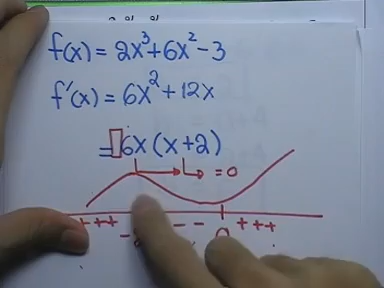 f(x) = 2x³+6x²-3
f'(x) = 6x²+12x
= 6x(x+2)
= 0
+++ - - - +++
0